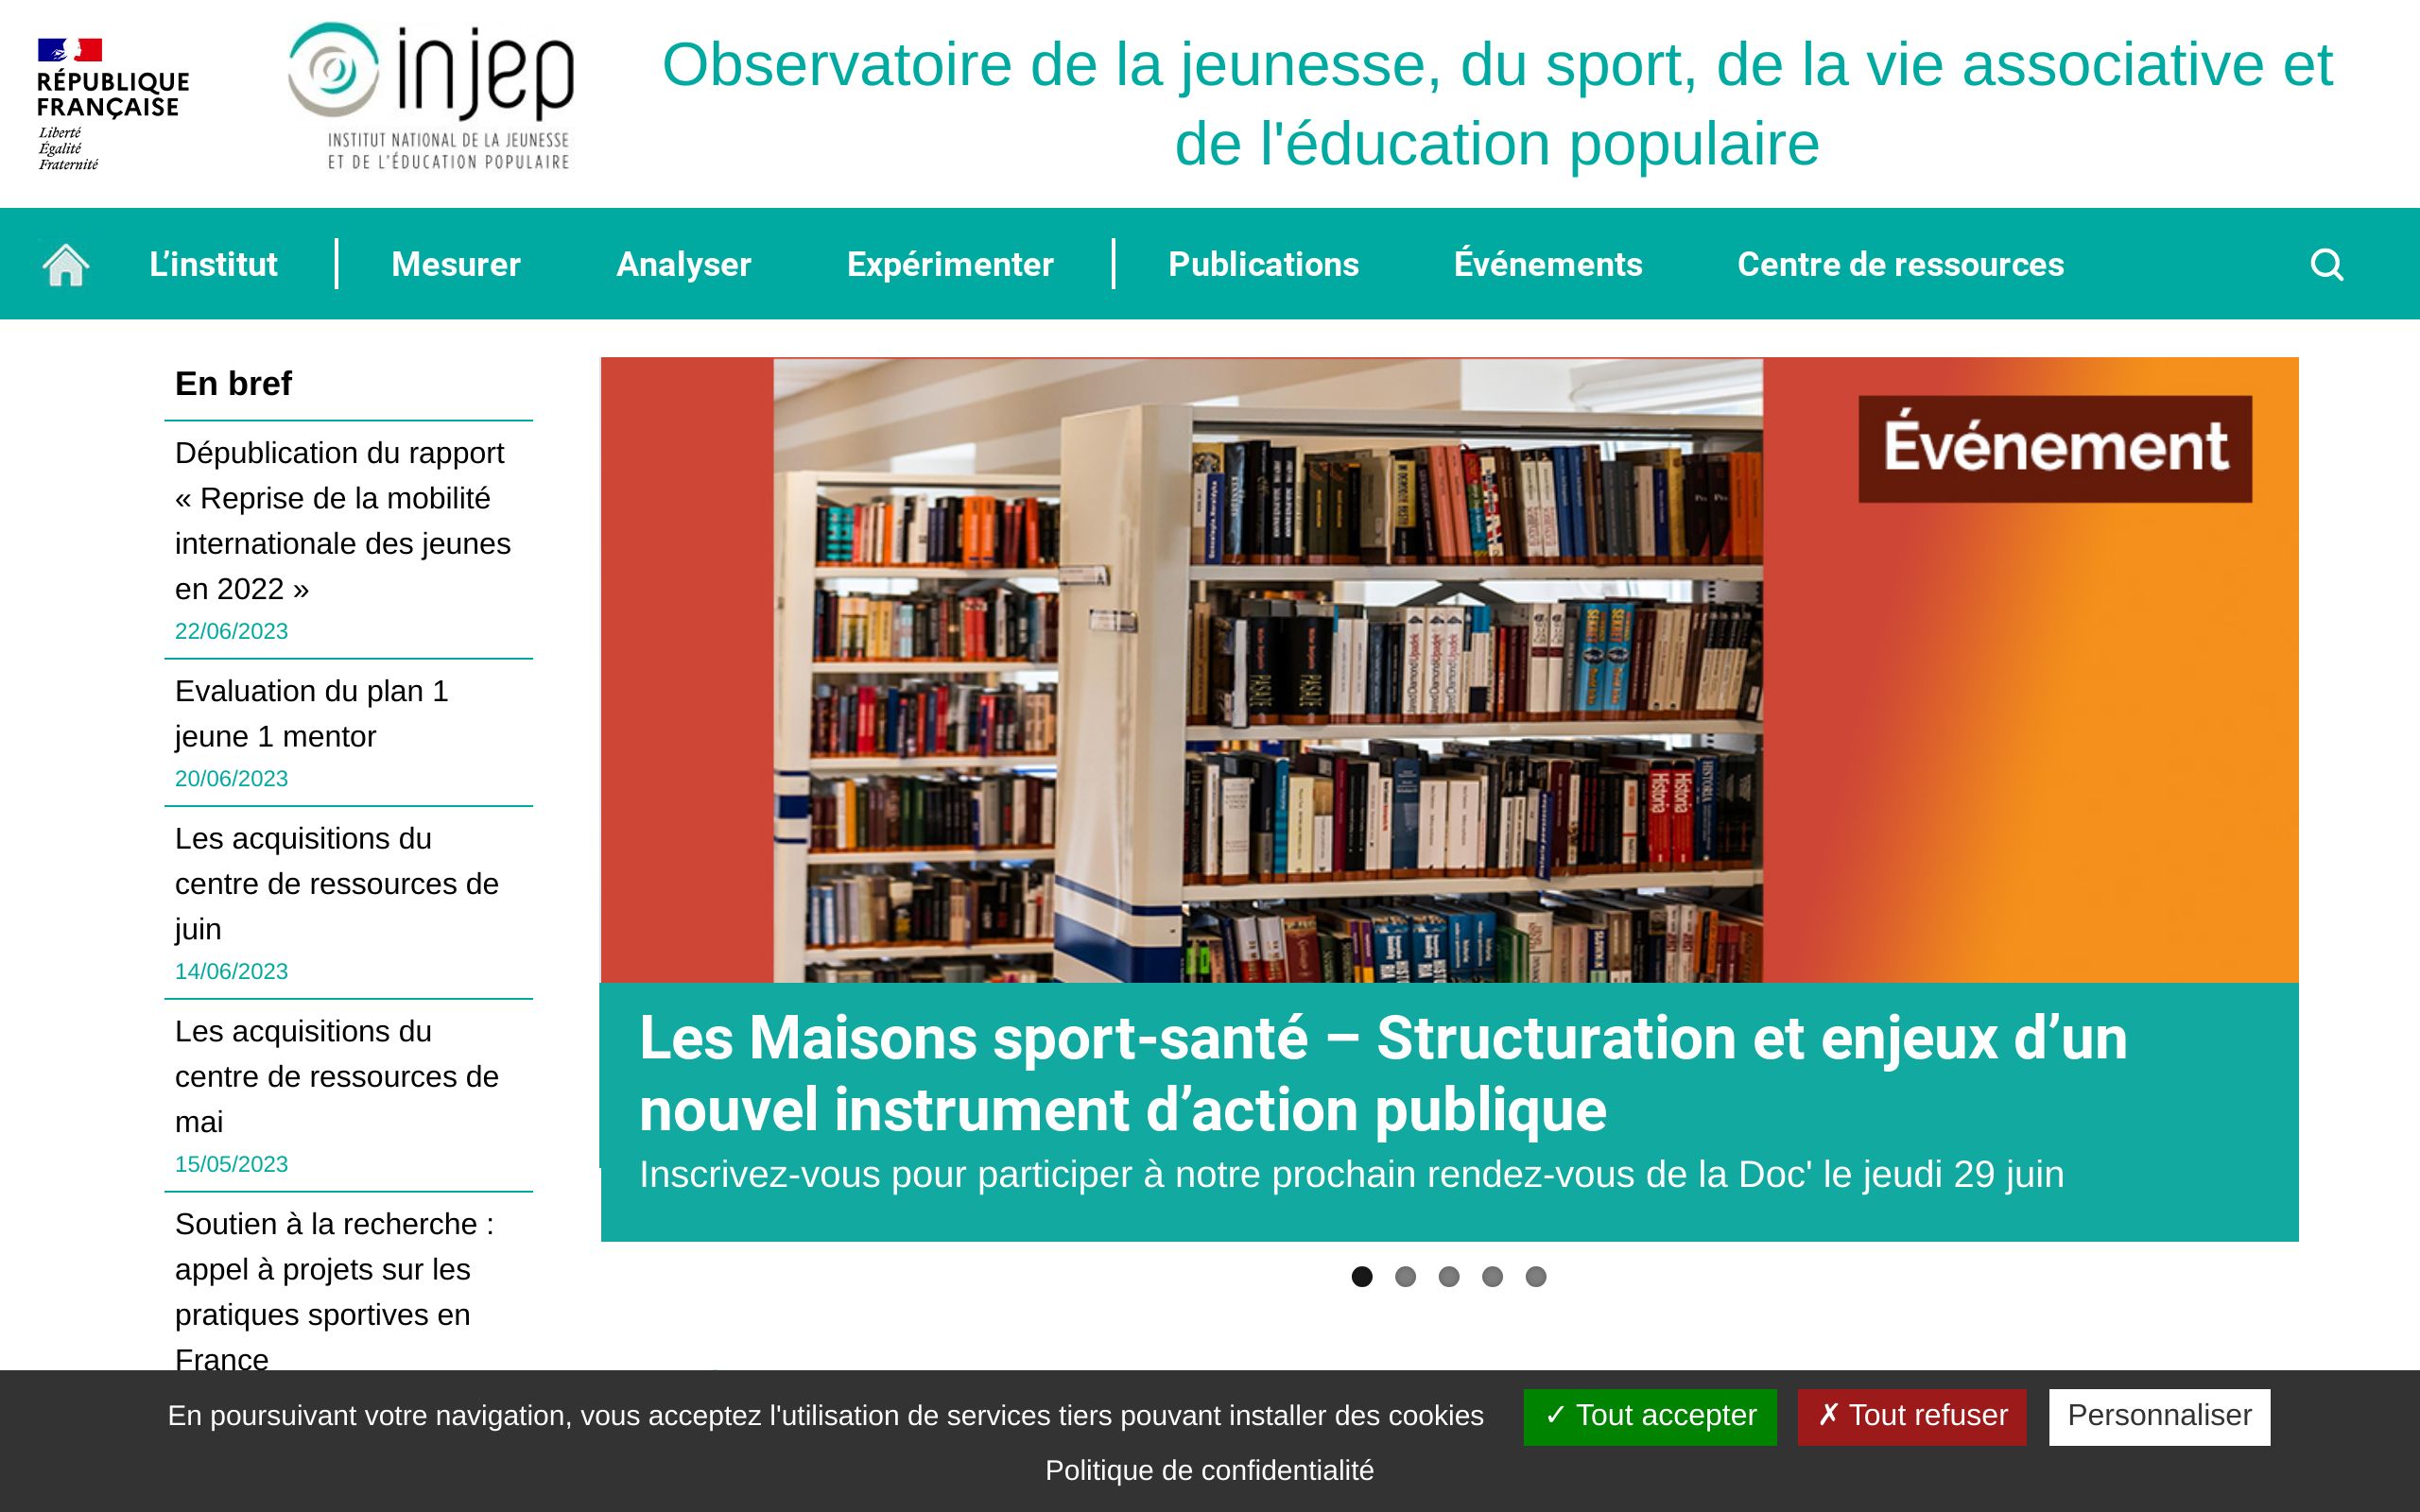 RÉPUBLIQUE
FRANÇAISE
Liberté
Égalité
Fraternité
injep
INSTITUT NATIONAL DE LA JEUNESSE
ET DE L'ÉDUCATION POPULAIRE
Observatoire de la jeunesse, du sport, de la vie associative et
de l'éducation populaire
L’institut
Mesurer
Analyser
Expérimenter
Publications
Événements
Centre de ressources
En bref
Dépublication du rapport
« Reprise de la mobilité
internationale des jeunes
en 2022 »
22/06/2023
Evaluation du plan 1
jeune 1 mentor
20/06/2023
Les acquisitions du
centre de ressources de
juin
14/06/2023
Les acquisitions du
centre de ressources de
mai
15/05/2023
Soutien à la recherche :
appel à projets sur les
pratiques sportives en
France
Événement
Historia
Historia
Les Maisons sport-santé – Structuration et enjeux d’un
nouvel instrument d’action publique
Inscrivez-vous pour participer à notre prochain rendez-vous de la Doc' le jeudi 29 juin
En poursuivant votre navigation, vous acceptez l'utilisation de services tiers pouvant installer des cookies
✓ Tout accepter
✗ Tout refuser
Personnaliser
Politique de confidentialité